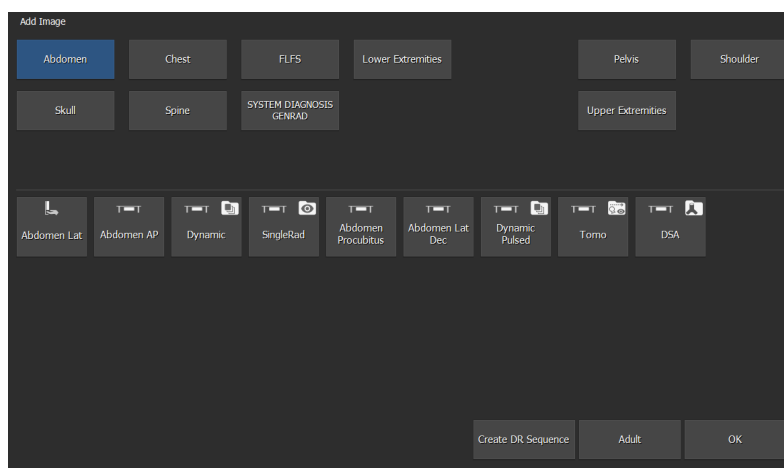 Add Image
Abdomen
Chest
FLFS
Lower Extremities
Pelvis
Shoulder
Skull
Spine
SYSTEM DIAGNOSIS
GENRAD
Upper Extremities
Abdomen Lat
Abdomen AP
Dynamic
SingleRad
Abdomen
Procubitus
Abdomen Lat
Dec
Dynamic
Pulsed
Tomo
DSA
Create DR Sequence
Adult
OK